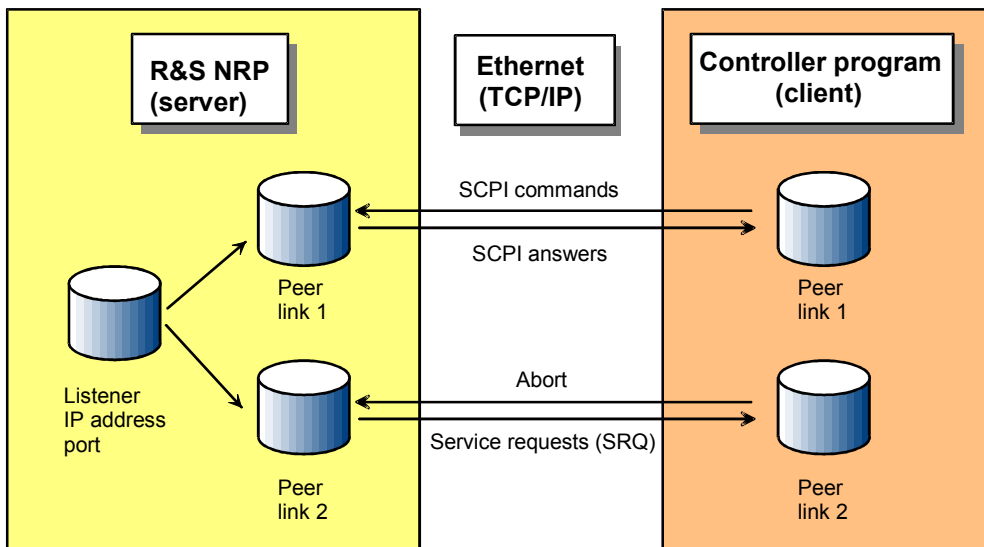 R&S NRP
(server)
Ethernet
(TCP/IP)
Controller program
(client)
SCPI commands
SCPI answers
Peer
link 1
Peer
link 1
Listener
IP address
port
Abort
Service requests (SRQ)
Peer
link 2
Peer
link 2